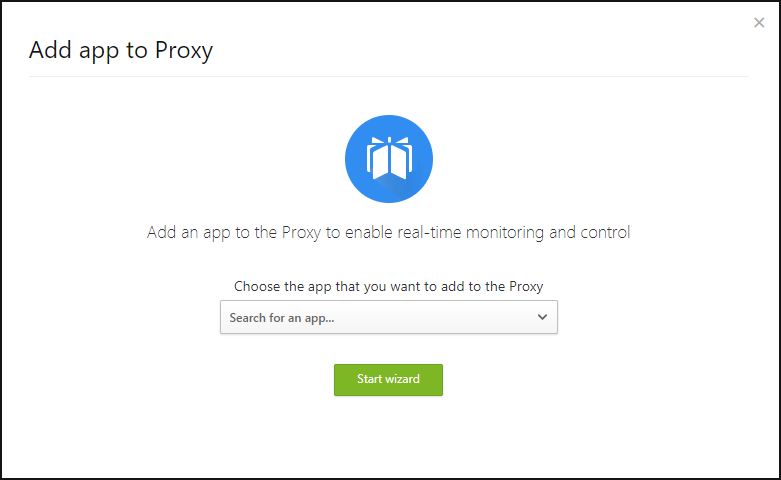 Add app to Proxy
Add an app to the Proxy to enable real-time monitoring and control
Choose the app that you want to add to the Proxy
Search for an app...
Start wizard